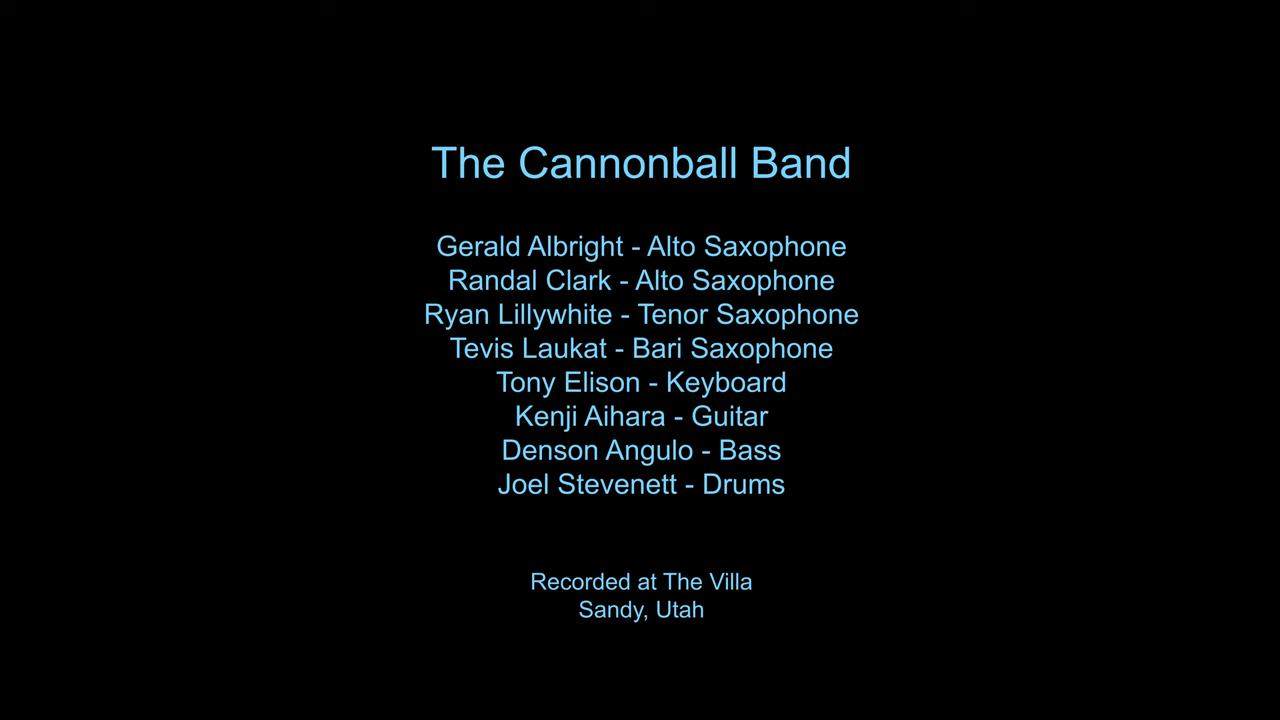 The Cannonball Band
Gerald Albright - Alto Saxophone
Randal Clark - Alto Saxophone
Ryan Lillywhite - Tenor Saxophone
Tevis Laukat - Bari Saxophone
Tony Elison - Keyboard
Kenji Aihara - Guitar
Denson Angulo - Bass
Joel Stevenett - Drums
Recorded at The Villa
Sandy, Utah